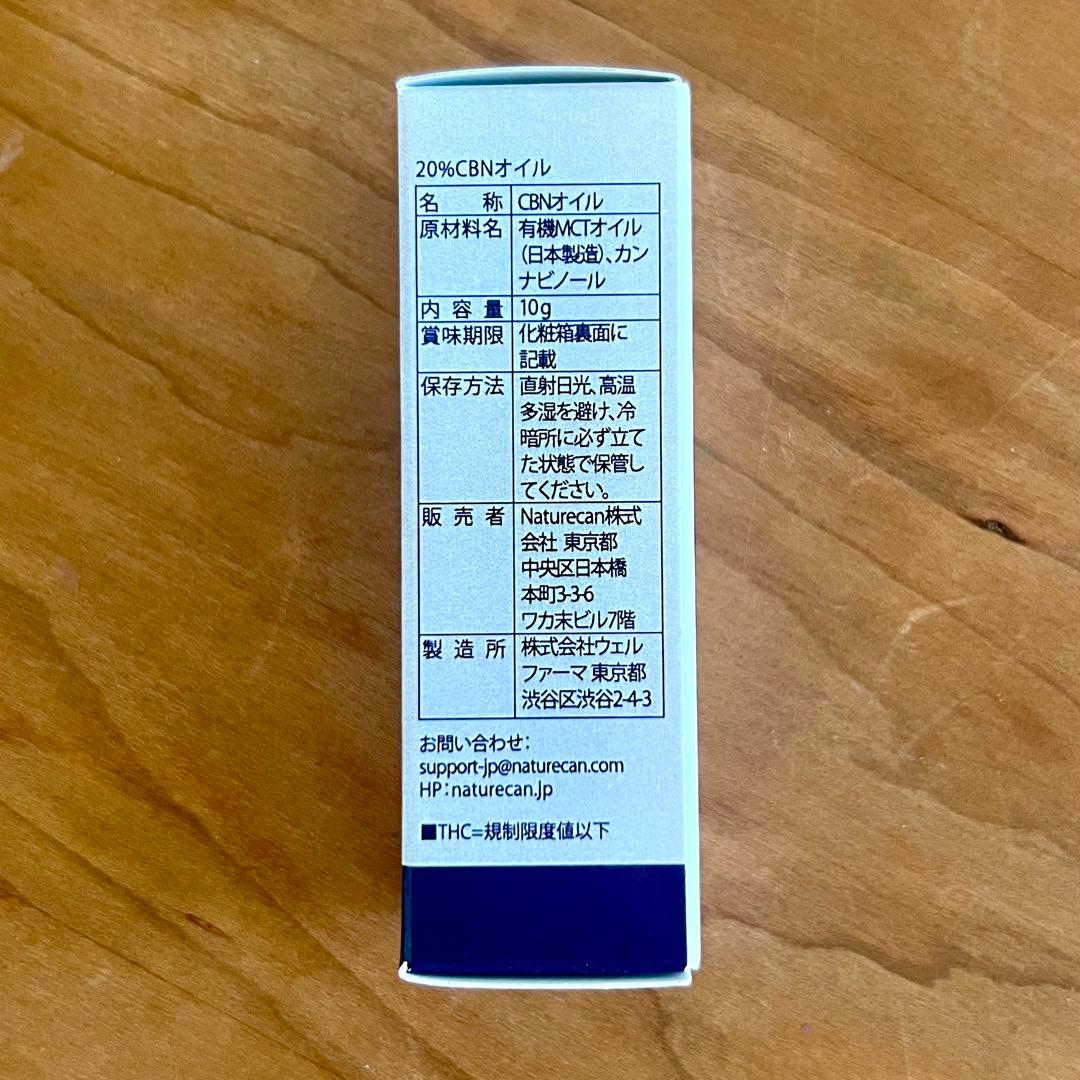 20%CBNオイル
名称 CBNオイル
原材料名 有機MCTオイル
(日本製造)、カン
ナビノール
内容量 10g
賞味期限 化粧箱裏面に
記載
保存方法 直射日光、高温
多湿を避け、冷
暗所に必ず立て
た状態で保管し
てください。
販売者 Naturecan株式
会社 東京都
中央区日本橋
本町3-3-6
ワカ末ビル7階
製造所 株式会社ウェル
ファーマ 東京都
渋谷区渋谷2-4-3
お問い合わせ:
support-jp@naturecan.com
HP:naturecan.jp
■THC=規制限度値以下